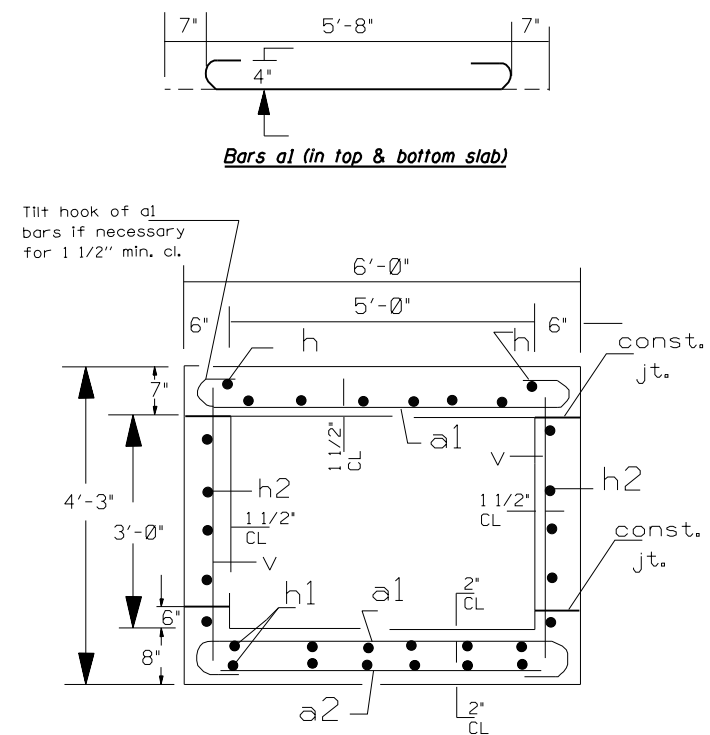 7" 5'-8" 7"
4"
Bars a1 (in top & bottom slab)
Tilt hook of a1
bars if necessary
for 1 1/2" min. cl.
6'-0"
5'-0"
6" 6"
h h
const.
jt.
7"
1 1/2"
CL
a1
v
h2
4'-3"
h2
1 1/2"
CL
1 1/2"
CL
3'-0"
const.
jt.
v
h1
a1
2"
CL
6"
8"
a2
2"
CL